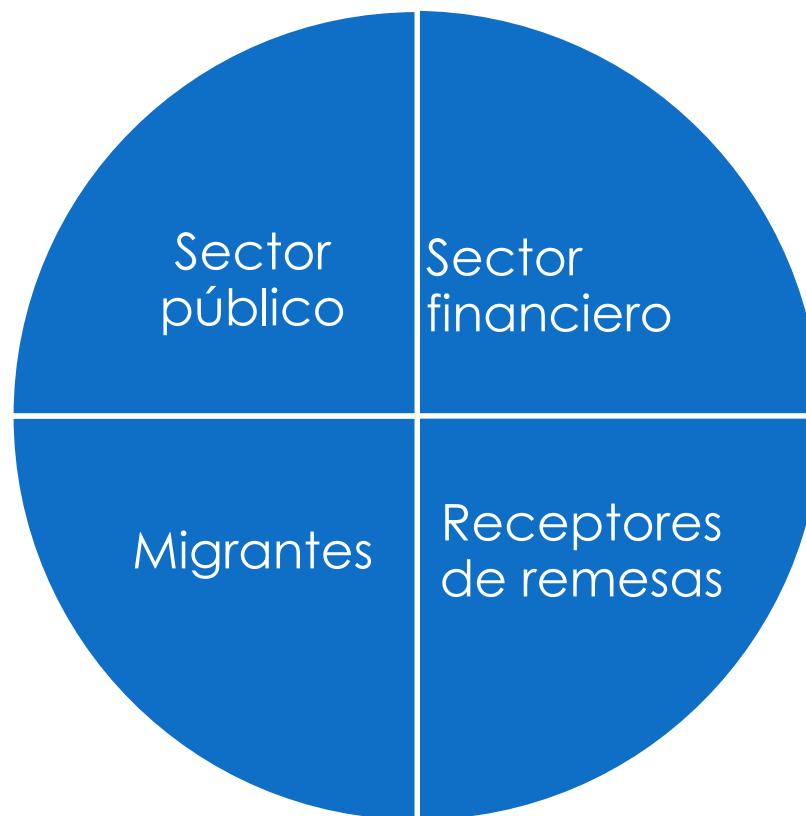 Sector
público
Sector
financiero
Migrantes
Receptores
de remesas